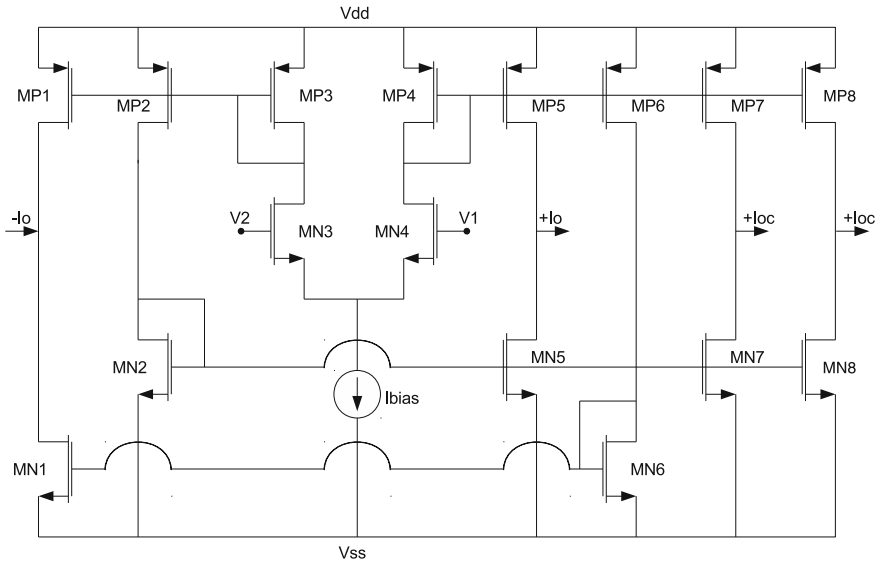 Vdd
MP1
MP2
MP3
MP4
MP5
MP6
MP7
MP8
-Io
V2
MN3
MN4
V1
+Io
+Ioc
+Ioc
MN2
Ibias
MN5
MN7
MN8
MN1
MN6
Vss